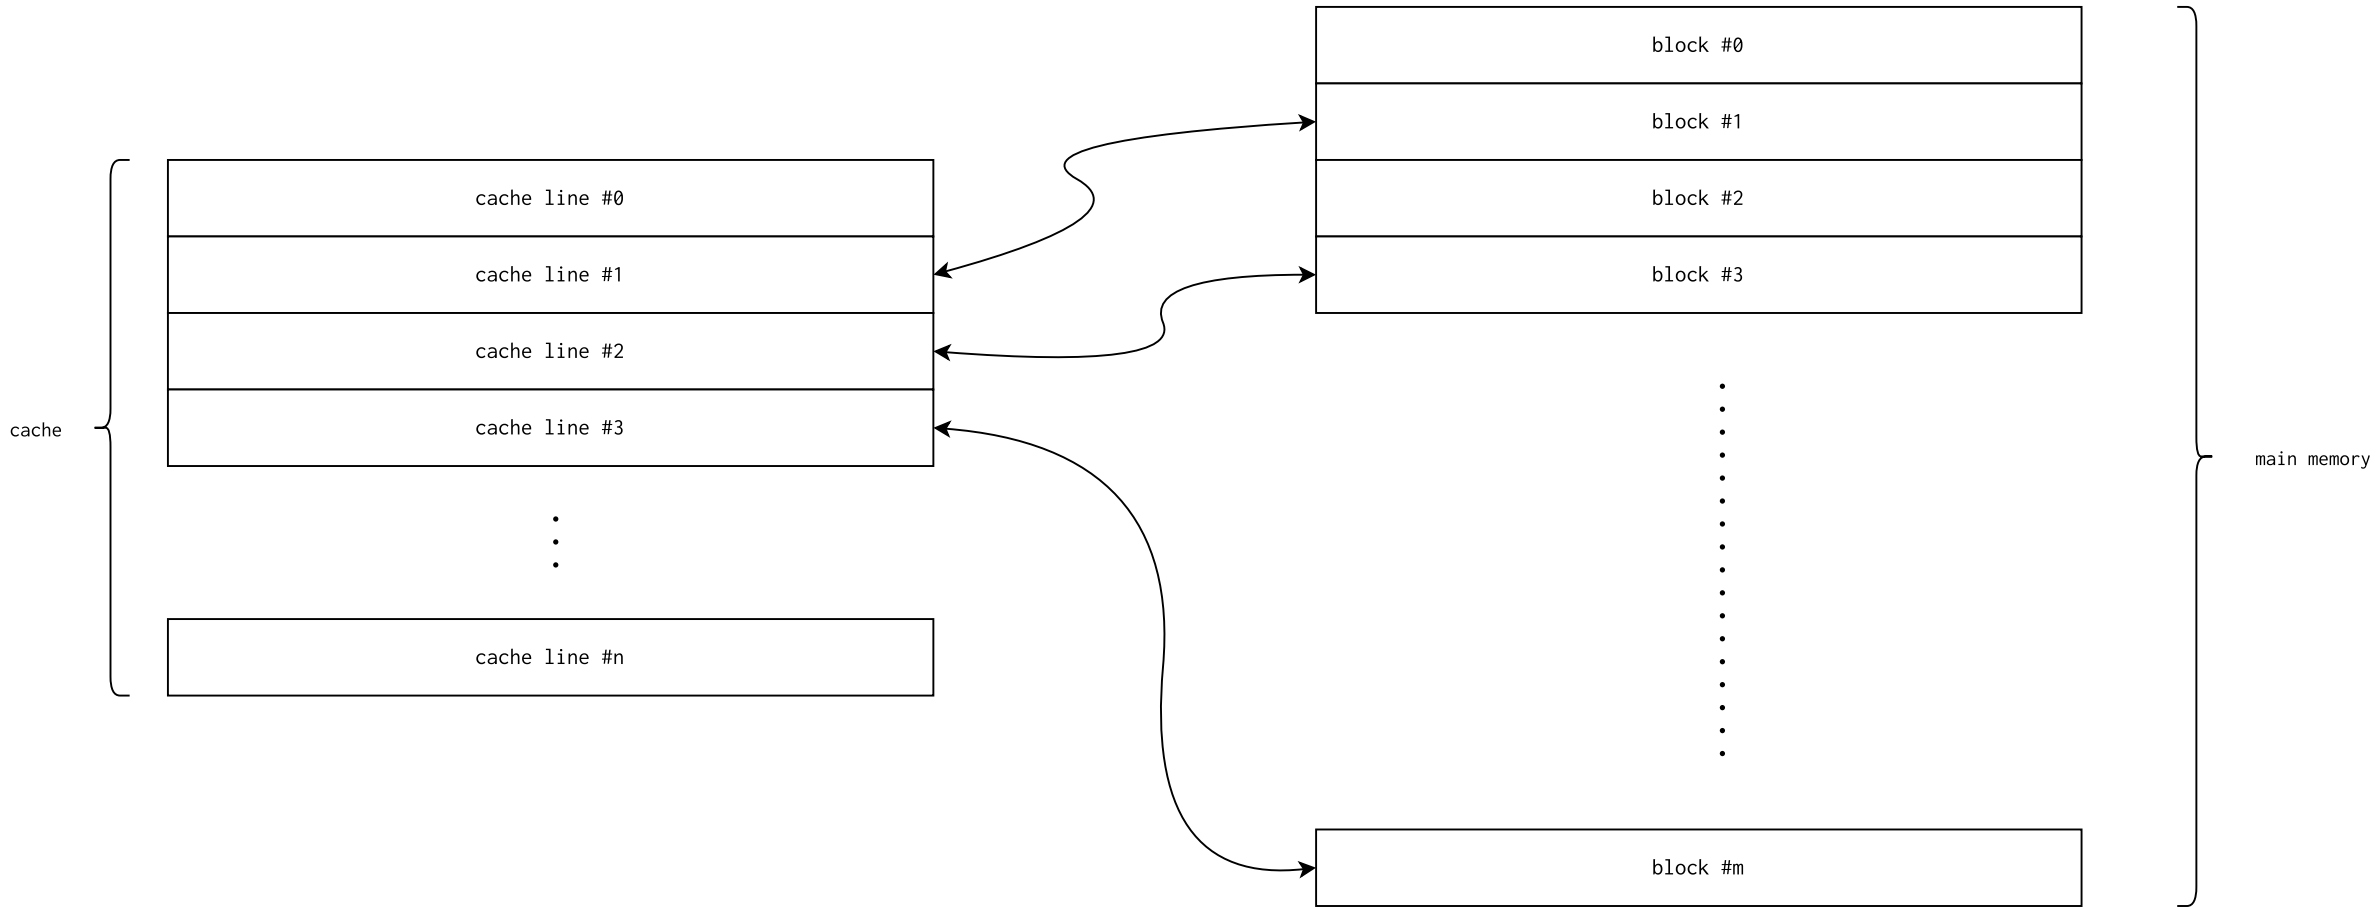 cache
cache line #0
cache line #1
cache line #2
cache line #3
cache line #n
block #0
block #1
block #2
block #3
block #m
main memory